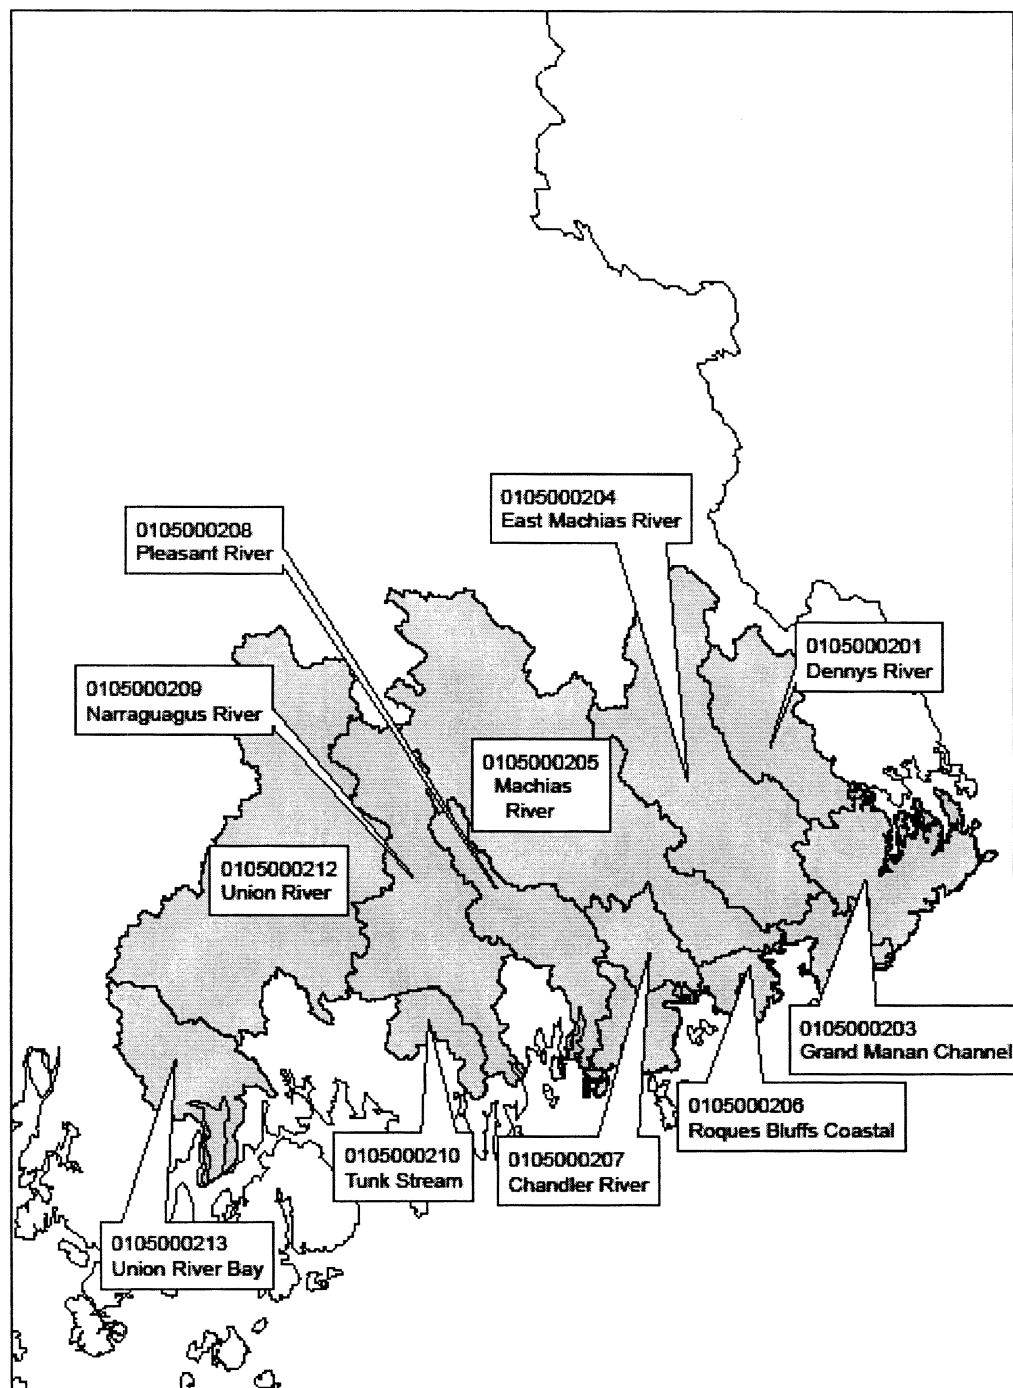 0105000204
East Machias River
0105000208
Pleasant River
0105000201
Dennys River
0105000209
Narraguagus River
0105000205
Machias
River
0105000212
Union River
0105000203
Grand Manan Channel
0105000206
Roques Bluffs Coastal
0105000210
Tunk Stream
0105000207
Chandler River
0105000213
Union River Bay